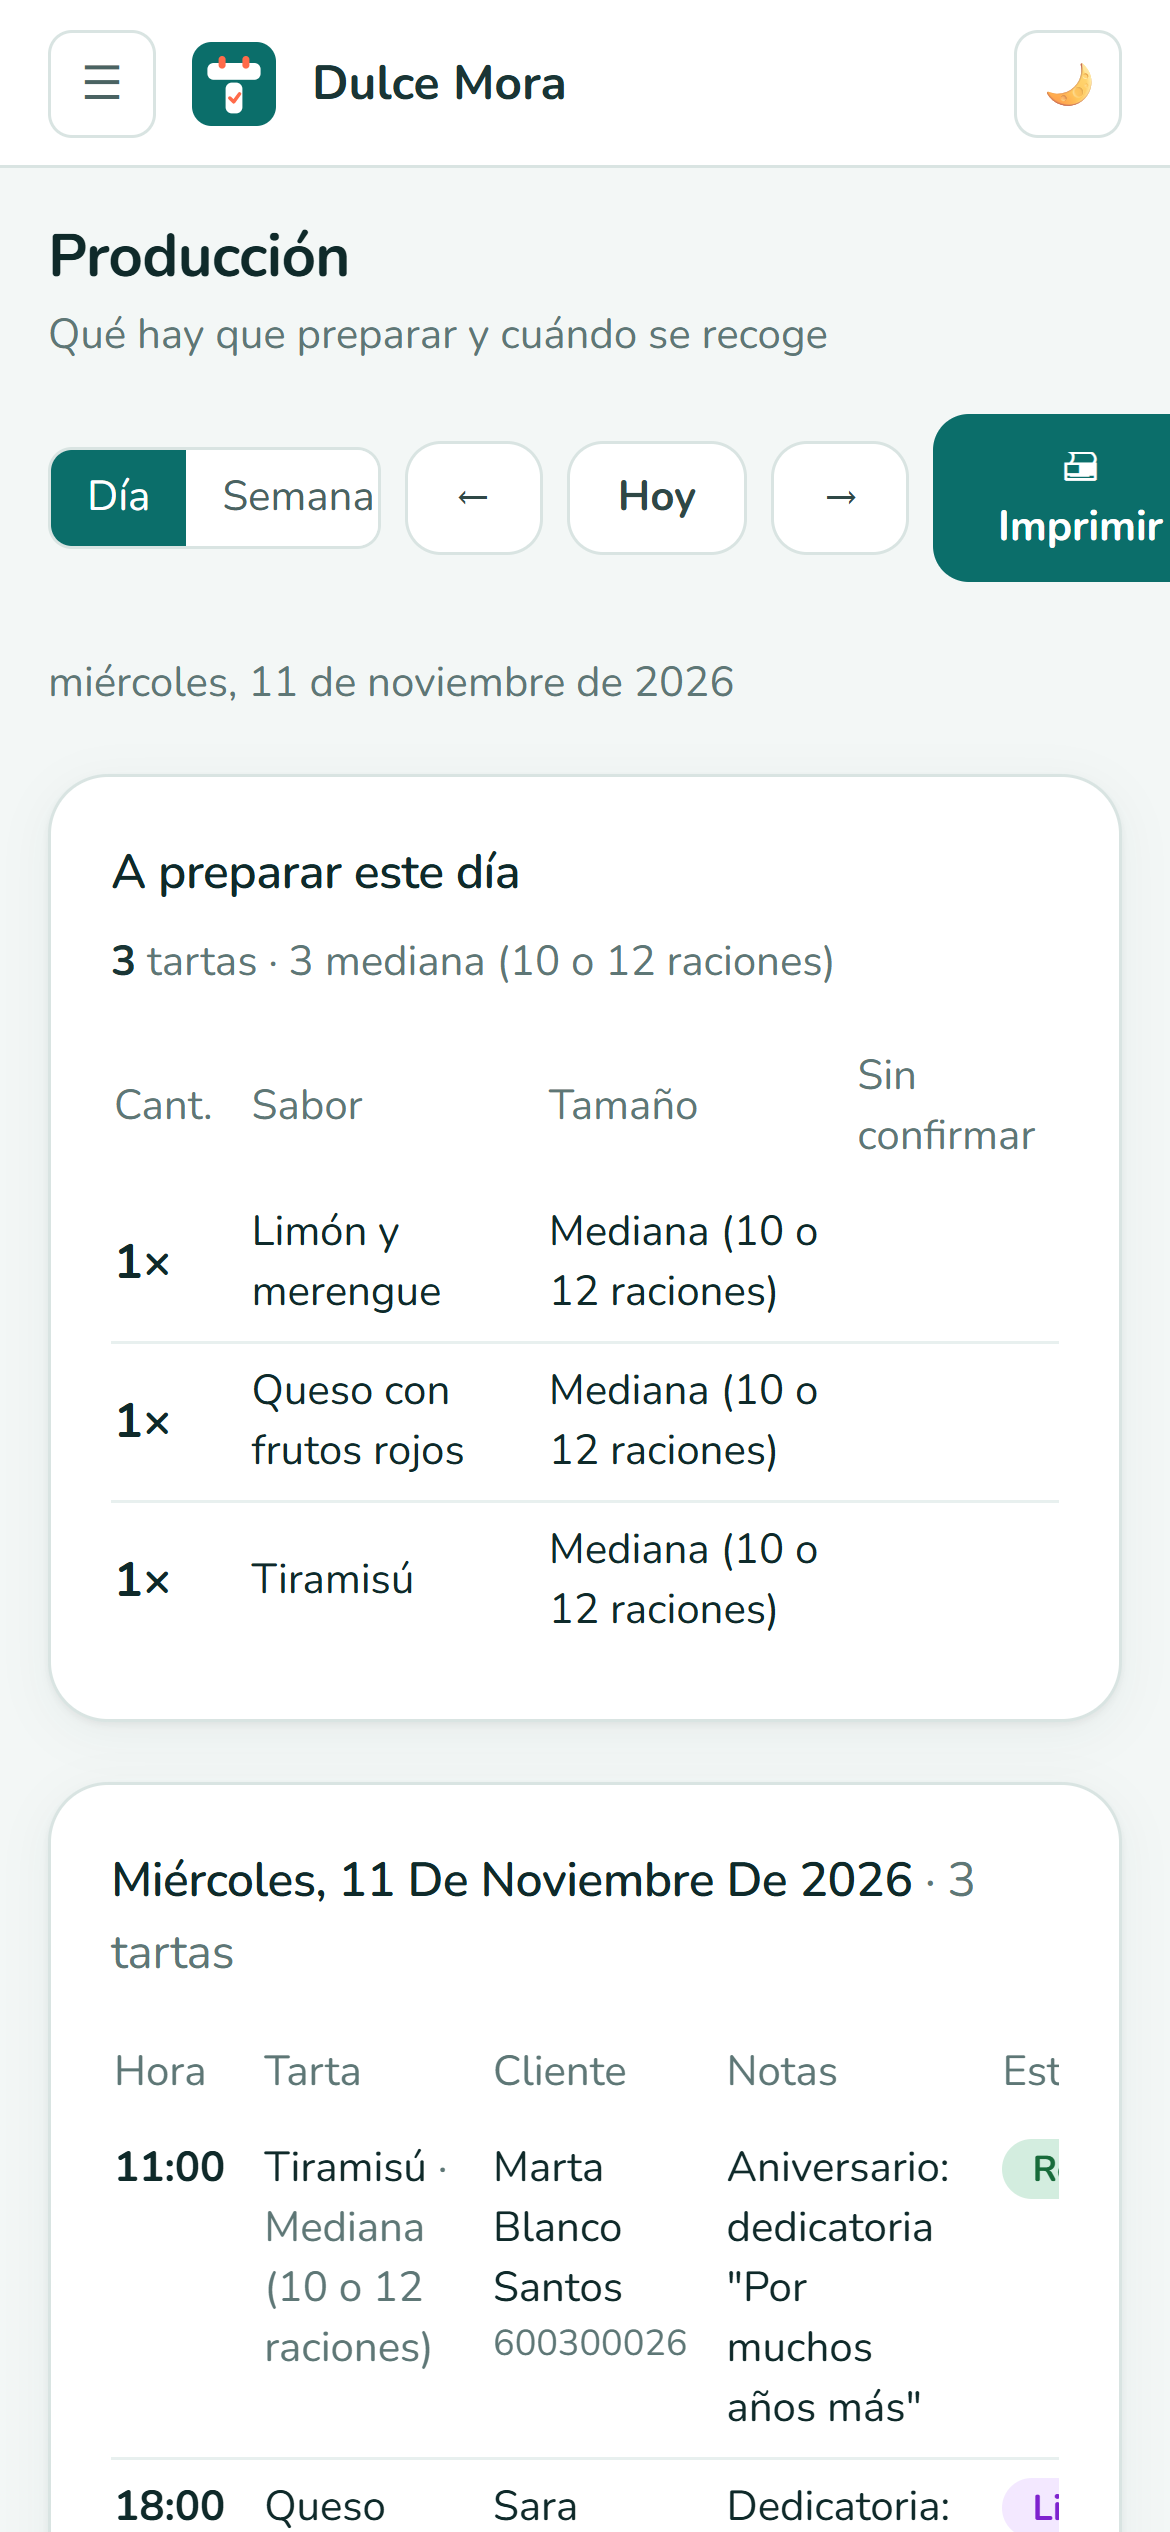 Dulce Mora
Producción
Qué hay que preparar y cuándo se recoge
Día Semana ← Hoy → Imprimir
miércoles, 11 de noviembre de 2026
A preparar este día
3 tartas · 3 mediana (10 o 12 raciones)
Cant. Sabor Tamaño Sin
confirmar
1× Limón y Mediana (10 o
merengue 12 raciones)
1× Queso con Mediana (10 o
frutos rojos 12 raciones)
1× Tiramisú Mediana (10 o
12 raciones)
Miércoles, 11 De Noviembre De 2026 · 3
tartas
Hora Tarta Cliente Notas Est
11:00 Tiramisú · Marta Aniversario:
Mediana Blanco dedicatoria
(10 o 12 Santos "Por
raciones) 600300026 muchos
años más"
18:00 Queso Sara Dedicatoria: Li